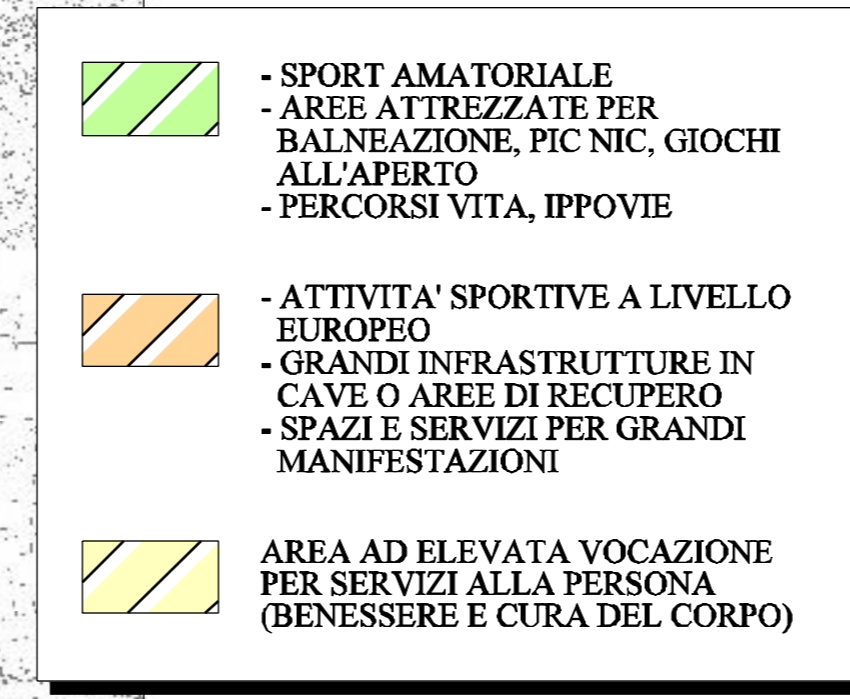 - SPORT AMATORIALE
- AREE ATTREZZATE PER
BALNEAZIONE, PIC NIC, GIOCHI
ALL'APERTO
- PERCORSI VITA, IPPOVIE
- ATTIVITA' SPORTIVE A LIVELLO
EUROPEO
- GRANDI INFRASTRUTTURE IN
CAVE O AREE DI RECUPERO
- SPAZI E SERVIZI PER GRANDI
MANIFESTAZIONI
AREA AD ELEVATA VOCAZIONE
PER SERVIZI ALLA PERSONA
(BENESSERE E CURA DEL CORPO)